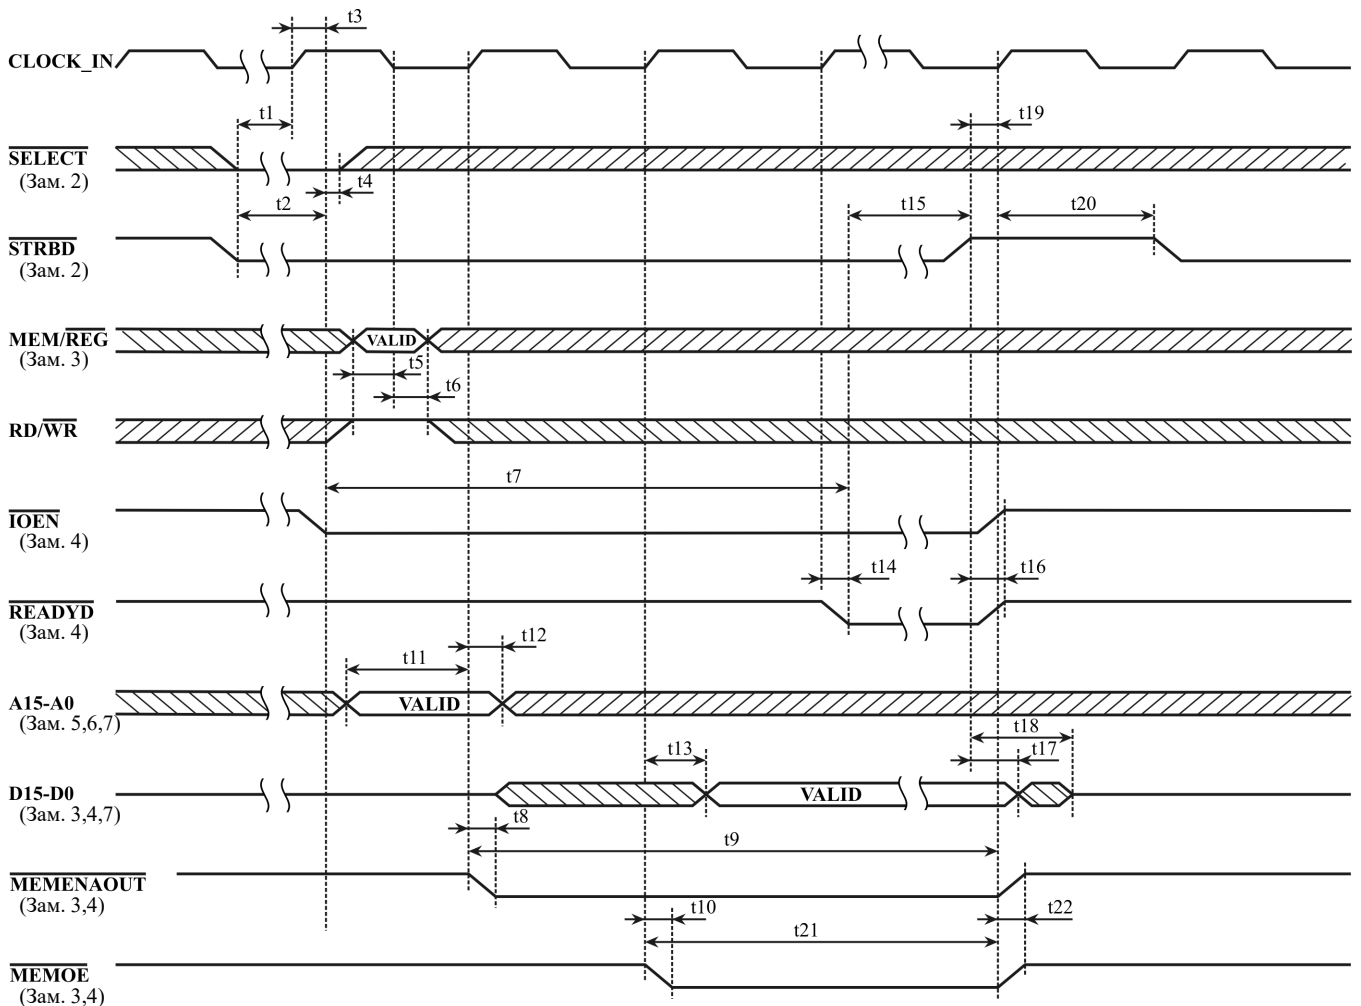 t3
CLOCK_IN
t1
t19
SELECT
(Зам. 2)
t4
t2
t15
t20
STRBD
(Зам. 2)
MEM/REG
VALID
(Зам. 3)
t5
t6
RD/WR
t7
IOEN
(Зам. 4)
t14
t16
READYD
(Зам. 4)
t12
t11
A15-A0
VALID
(Зам. 5,6,7)
t18
t13
t17
D15-D0
VALID
(Зам. 3,4,7)
t8
t9
MEMENAOUT
(Зам. 3,4)
t10
t22
t21
MEMOE
(Зам. 3,4)